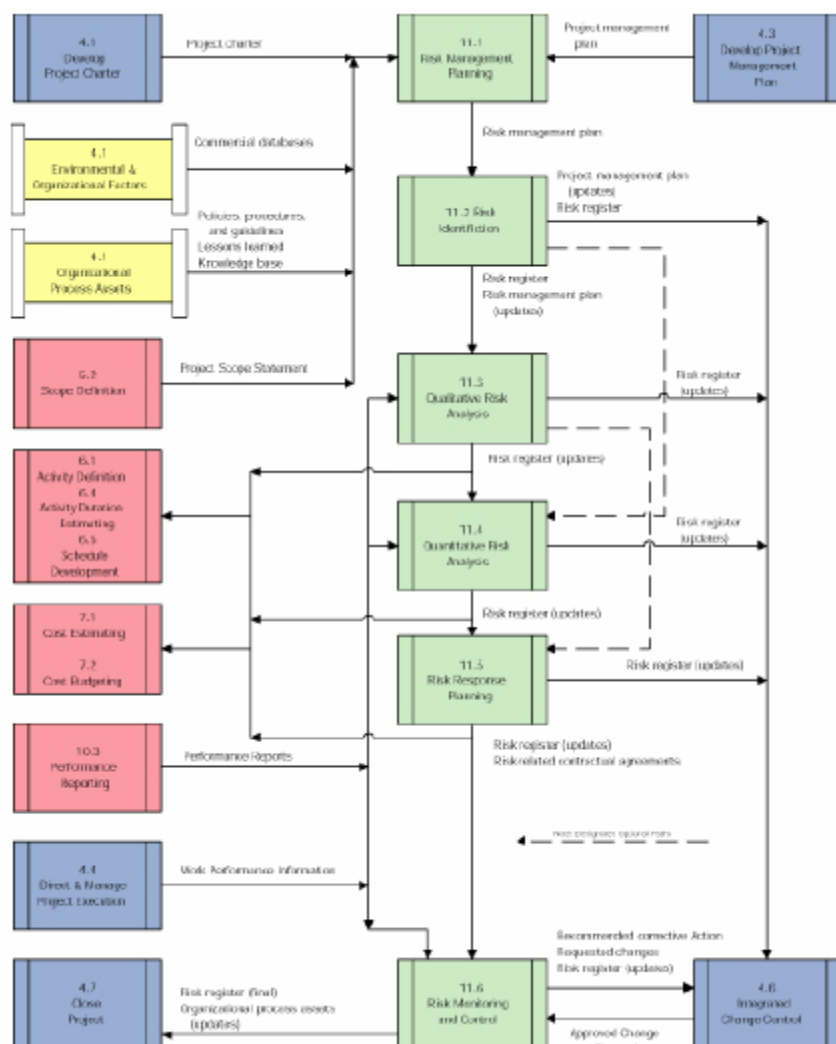 4.1
Develop
Project Charter
Project charter
11.1
Risk Management
Planning
Project management
plan
4.3
Develop Project
Management
Plan
Risk management plan
4.1
Environmental &
Organizational Factors
Commercial databases
Project management plan
(updates)
Risk register
11.2 Risk
Identifiction
Policies, procedures,
and guidelines
Lessons learned
Knowledge base
4.1
Organizational
Process Assets
Risk register
Risk management plan
(updates)
5.2
Scope Definition
Project Scope Statement
11.3
Qualitative Risk
Analysis
Risk register
(updates)
Risk register (updates)
6.1
Activity Definition
6.4
Activity Duration
Estimating
6.5
Schedule
Development
11.4
Quantitative Risk
Analysis
Risk register
(updates)
Risk register (updates)
7.1
Cost Estimating
7.2
Cost Budgeting
11.5
Risk Response
Planning
Risk register (updates)
Risk register (updates)
Risk related contractual agreements
10.3
Performance
Reporting
Performance Reports
4.4
Direct & Manage
Project Execution
Work Performance information
Recommended corrective Action
Requested changes
Risk register (updates)
4.7
Close
Project
Risk register (final)
Organizational process assets
(updates)
11.6
Risk Monitoring
and Control
4.6
Integrated
Change Control
Approved Change